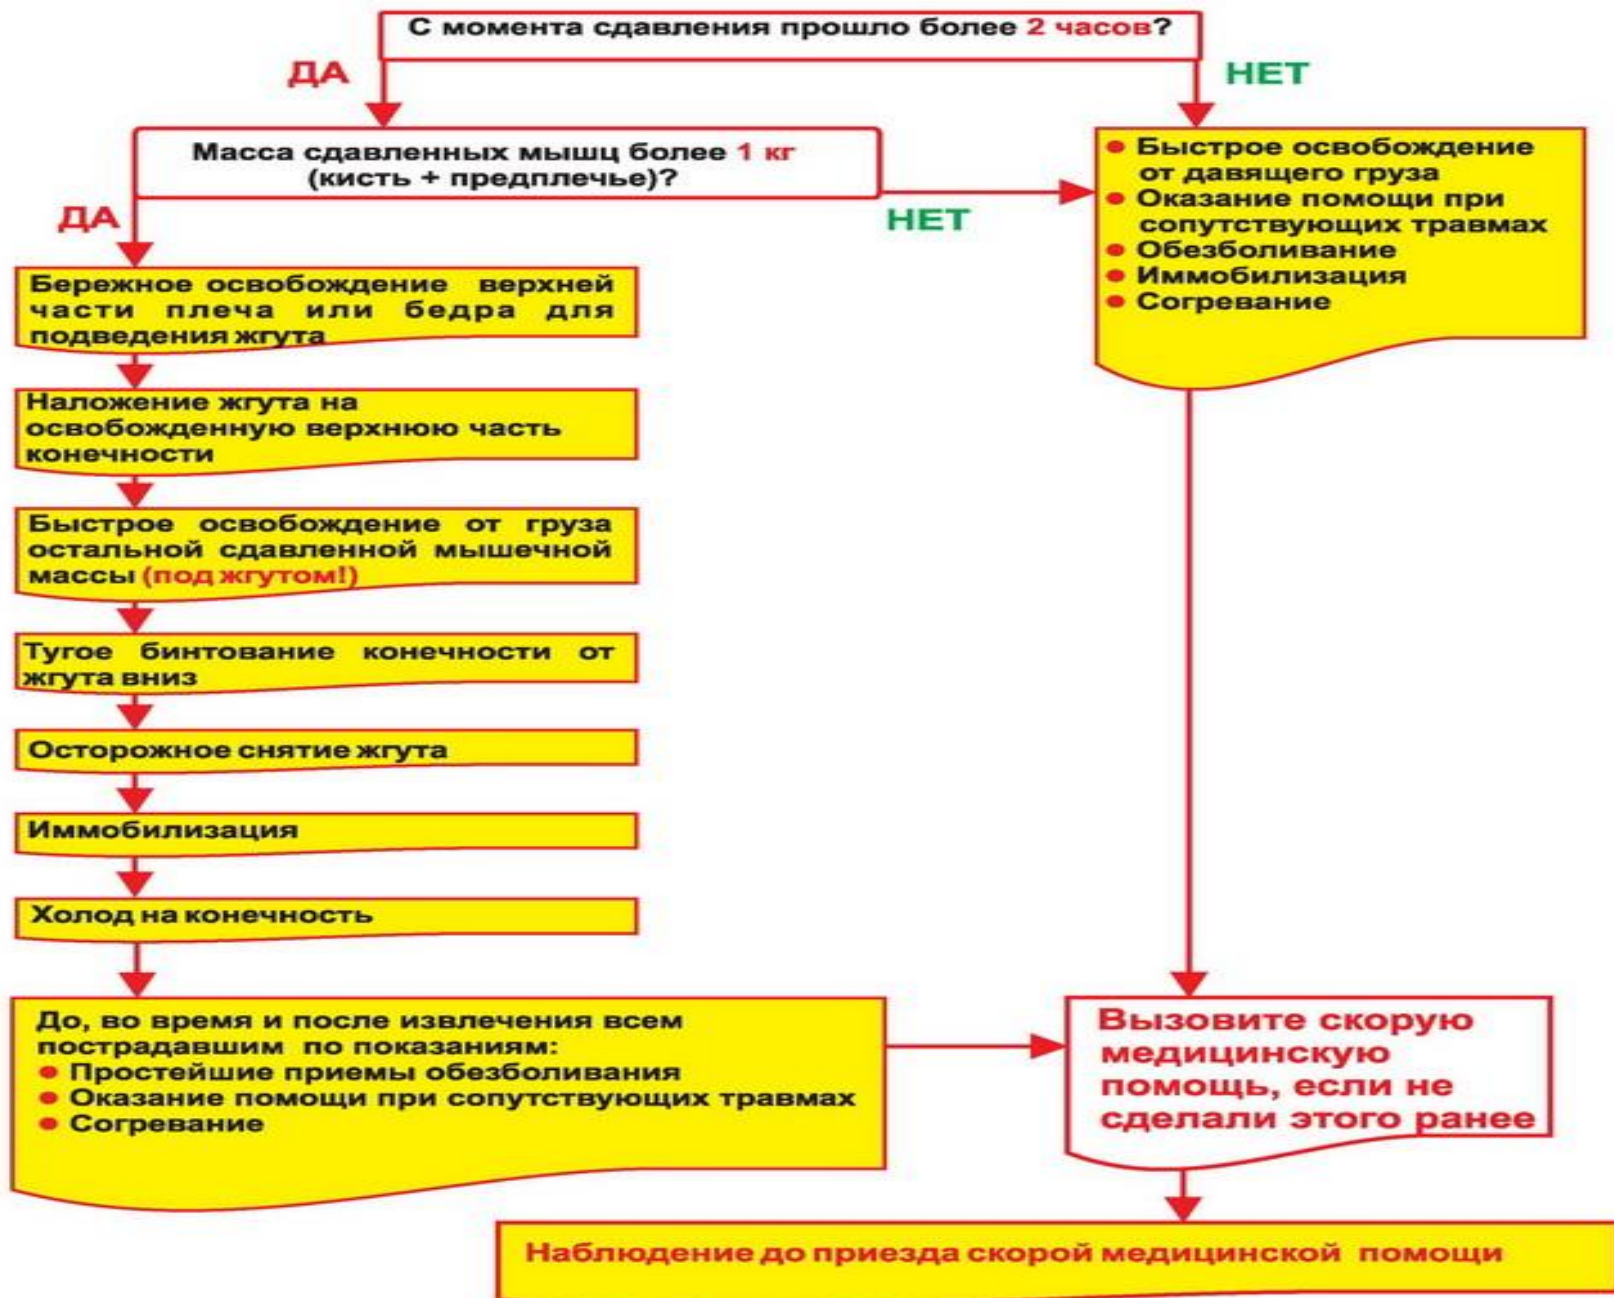 С момента сдавления прошло более 2 часов?
ДА
НЕТ
Масса сдавленных мышц более 1 кг
(кисть + предплечье)?
ДА
НЕТ
• Быстрое освобождение
от давящего груза
• Оказание помощи при
сопутствующих травмах
• Обезболивание
• Иммобилизация
• Согревание
Бережное освобождение верхней
части плеча или бедра для
подведения жгута
Наложение жгута на
освобожденную верхнюю часть
конечности
Быстрое освобождение от груза
остальной сдавленной мышечной
массы (под жгутом!)
Тугое бинтование конечности от
жгута вниз
Осторожное снятие жгута
Иммобилизация
Холод на конечность
До, во время и после извлечения всем
пострадавшим по показаниям:
• Простейшие приемы обезболивания
• Оказание помощи при сопутствующих травмах
• Согревание
Вызовите скорую
медицинскую
помощь, если не
сделали этого ранее
Наблюдение до приезда скорой медицинской помощи